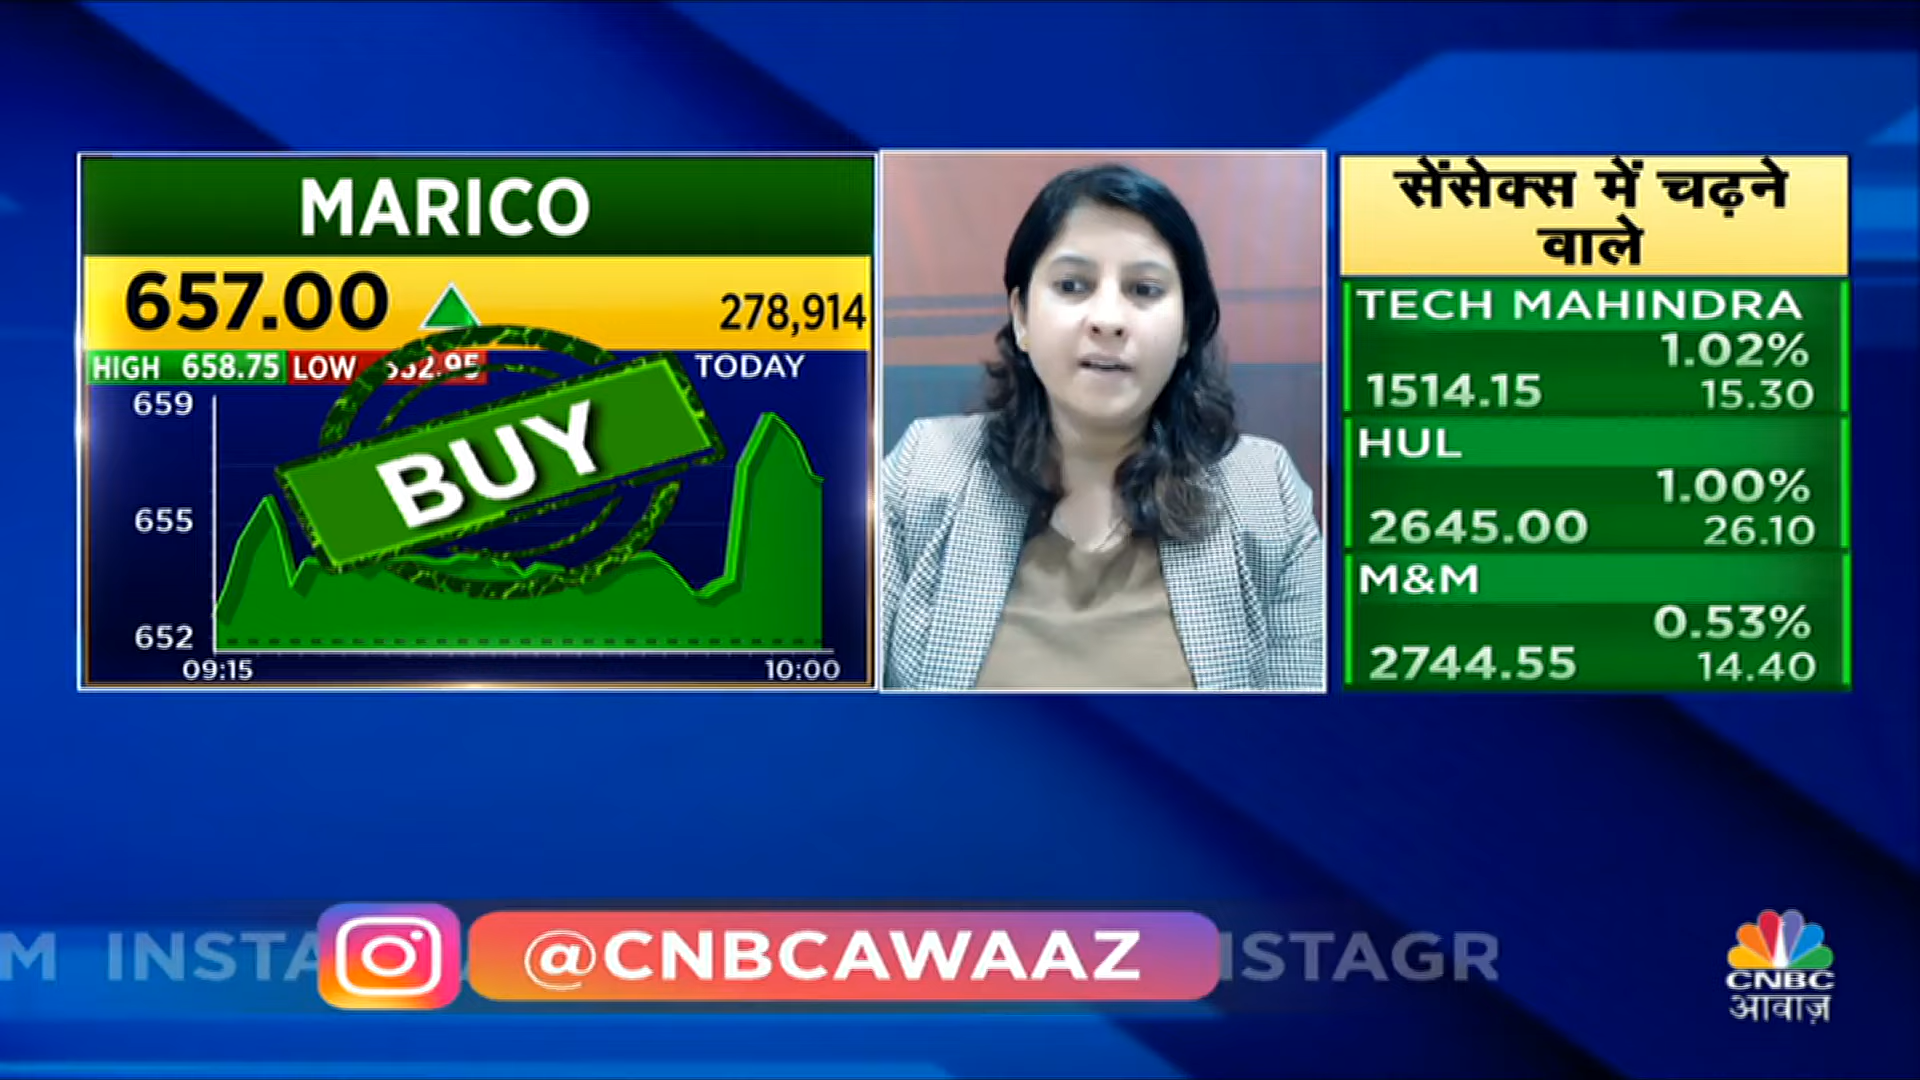 MARICO
657.00
278,914
HIGH 658.75 LOW
TODAY
BUY
659
655
652
09:15 10:00
सेंसेक्स में चढ़ने
वाले
TECH MAHINDRA
1.02%
1514.15 15.30
HUL
1.00%
2645.00 26.10
M&M
0.53%
2744.55 14.40
M INSTA @CNBCAWAAZ STAGR
CNBC
आवाज़